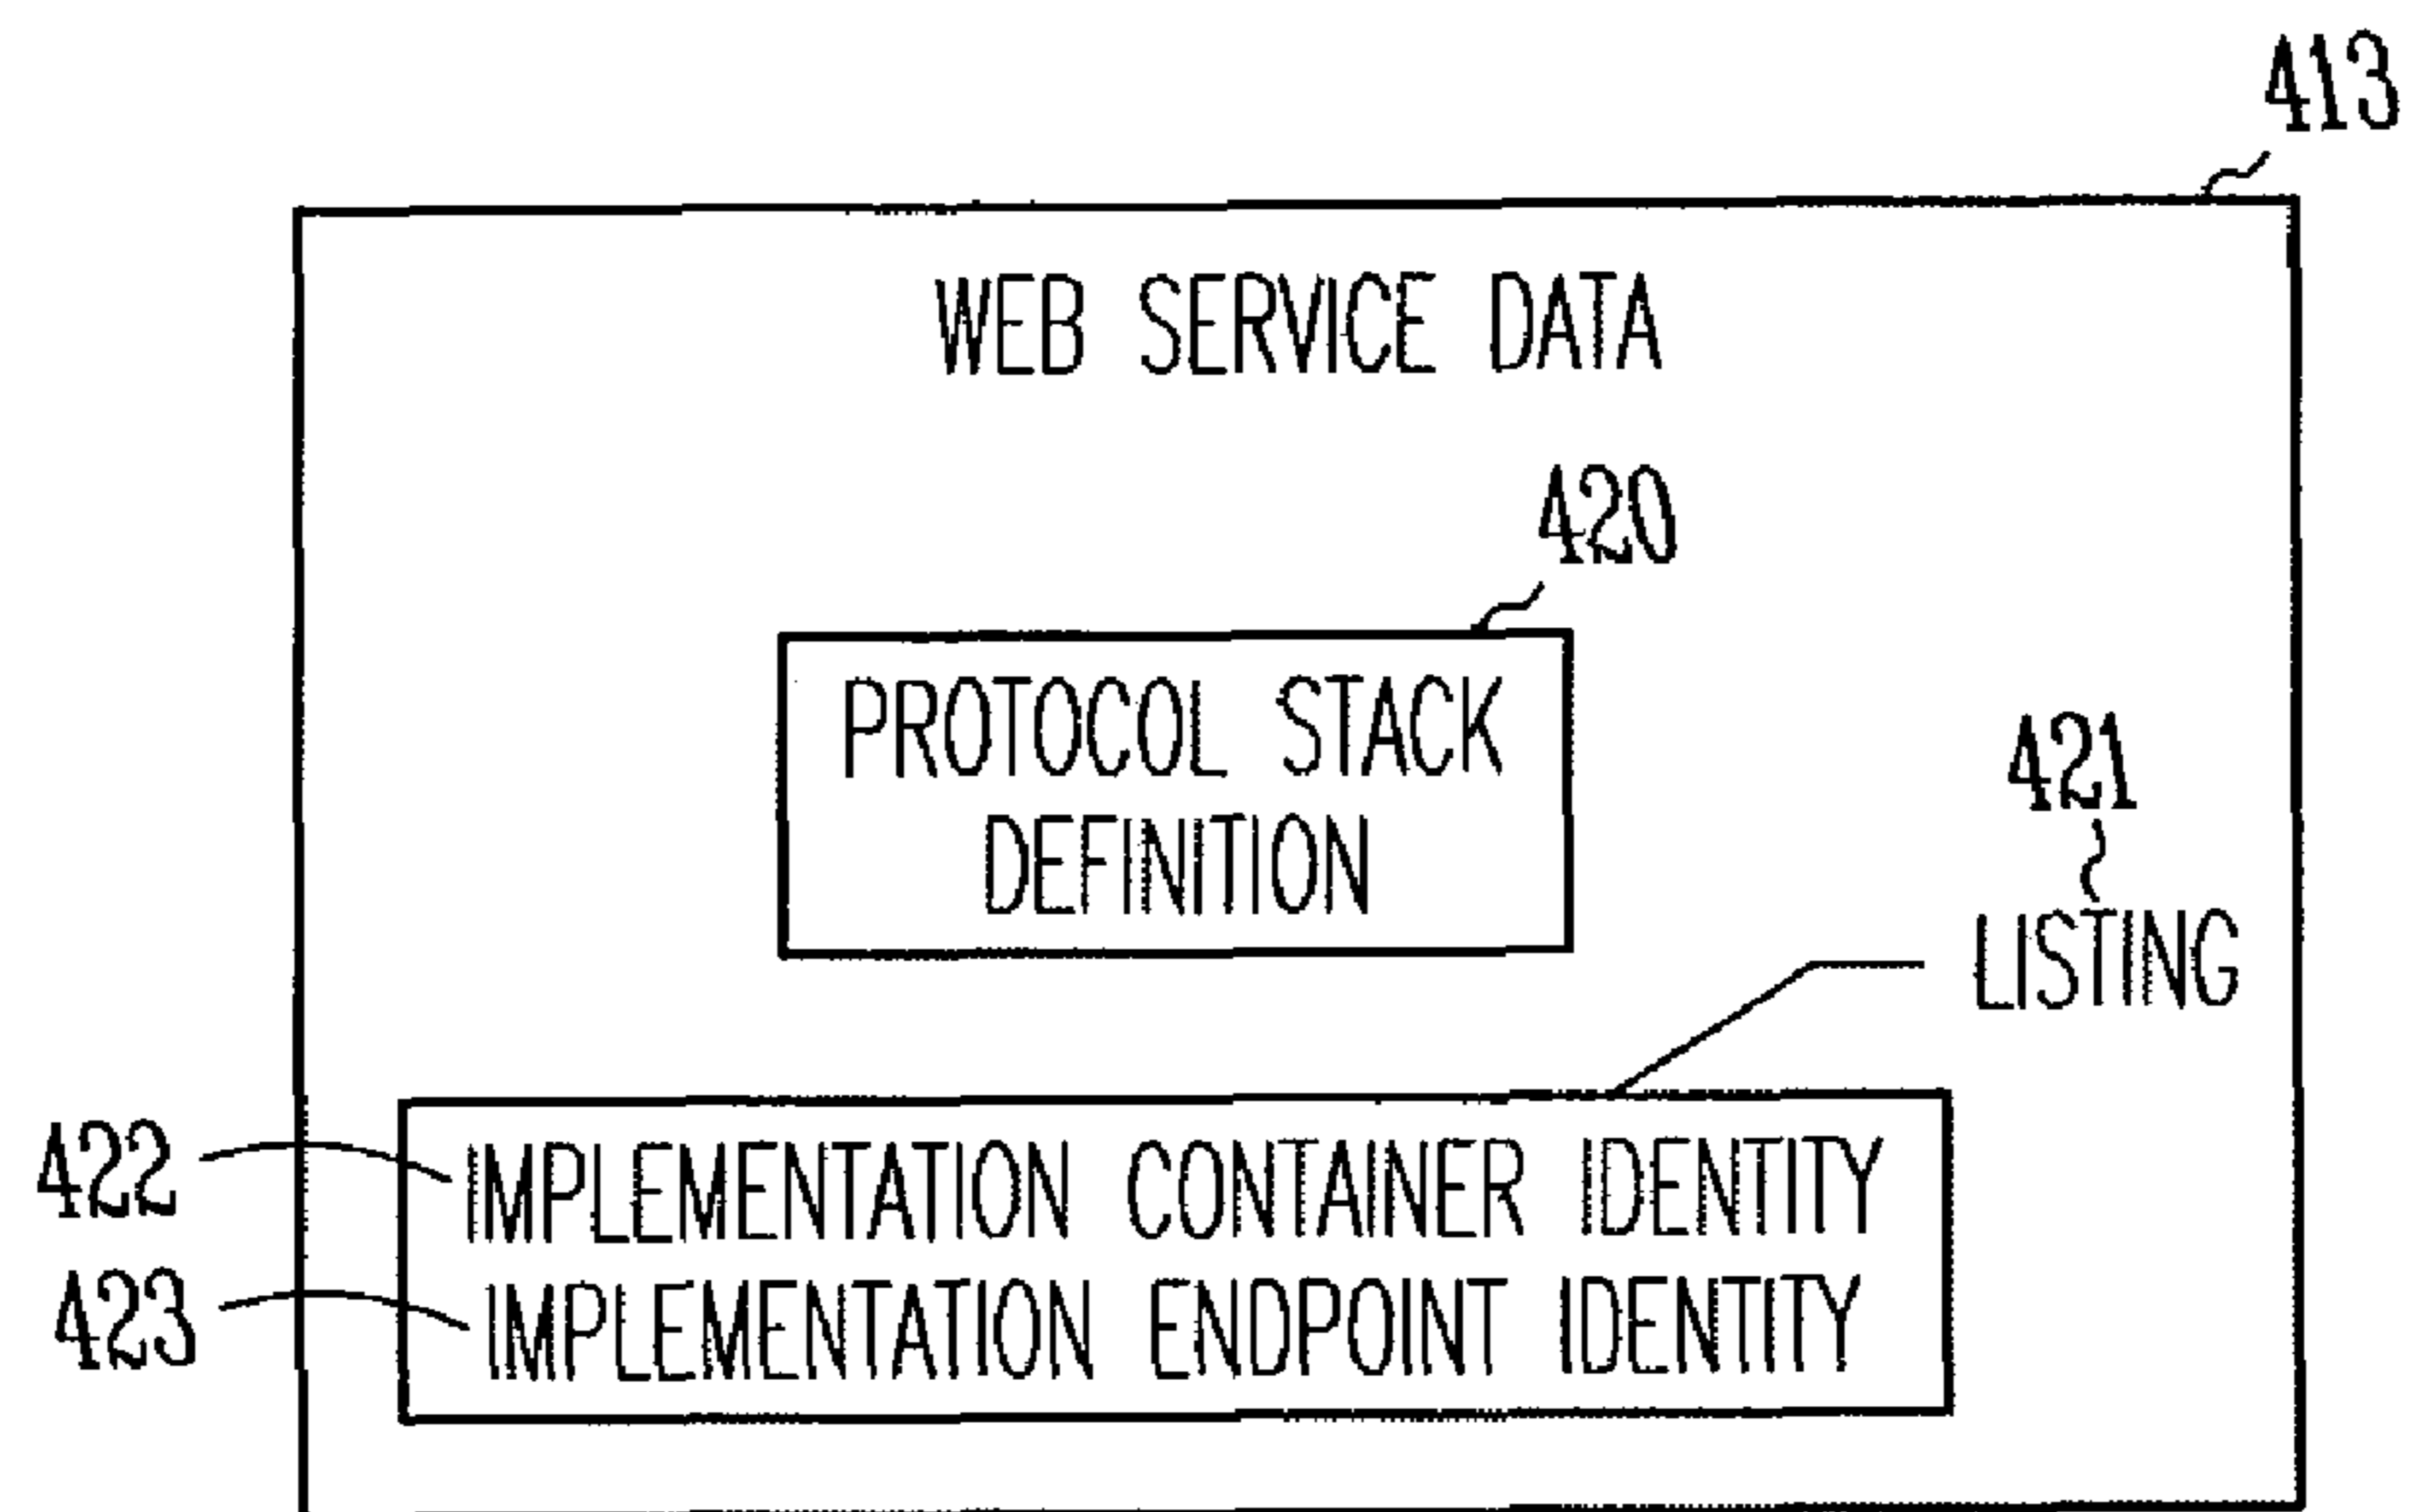 413
WEB SERVICE DATA
420
PROTOCOL STACK
DEFINITION
421
LISTING
422
IMPLEMENTATION CONTAINER IDENTITY
423
IMPLEMENTATION ENDPOINT IDENTITY